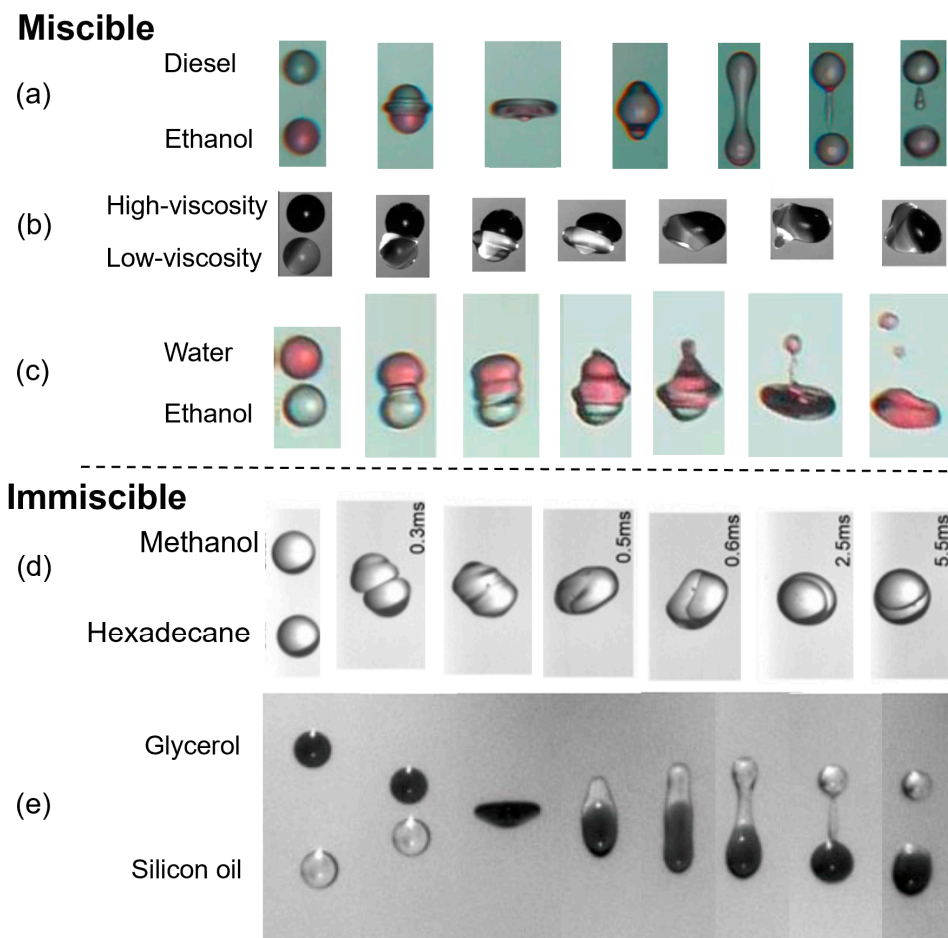 Miscible
(a)
Diesel
Ethanol
(b)
High-viscosity
Low-viscosity
(c)
Water
Ethanol
Immiscible
(d)
Methanol
Hexadecane
0.3ms
0.5ms
0.6ms
2.5ms
5.5ms
(e)
Glycerol
Silicon oil